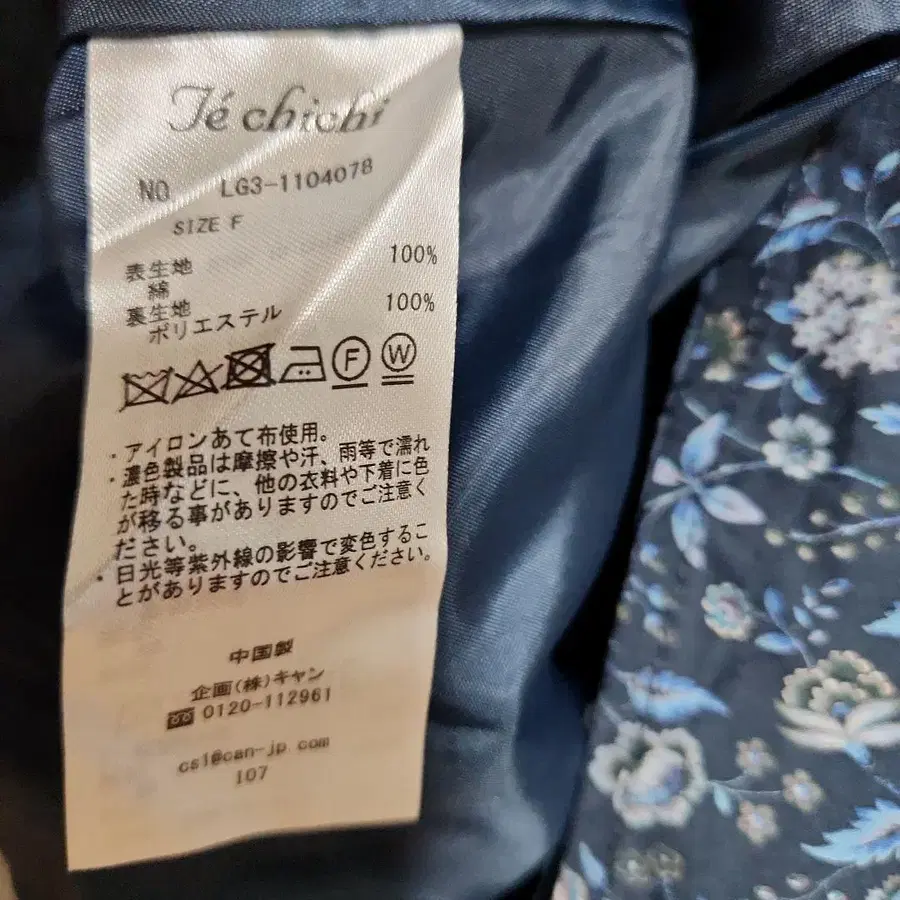 Té chichi
NO LG3-1104078
SIZE F
表生地
綿 100%
裏生地
ポリエステル 100%
F W
・アイロンあて布使用。
・濃色製品は摩擦や汗、雨等で濡れ
た時などに、他の衣料や下着に色
が移る事がありますのでご注意く
ださい。
・日光等紫外線の影響で変色するこ
とがありますのでご注意ください。
中国製
企画(株)キャン
0120-112961
cs1@can-jp.com
107